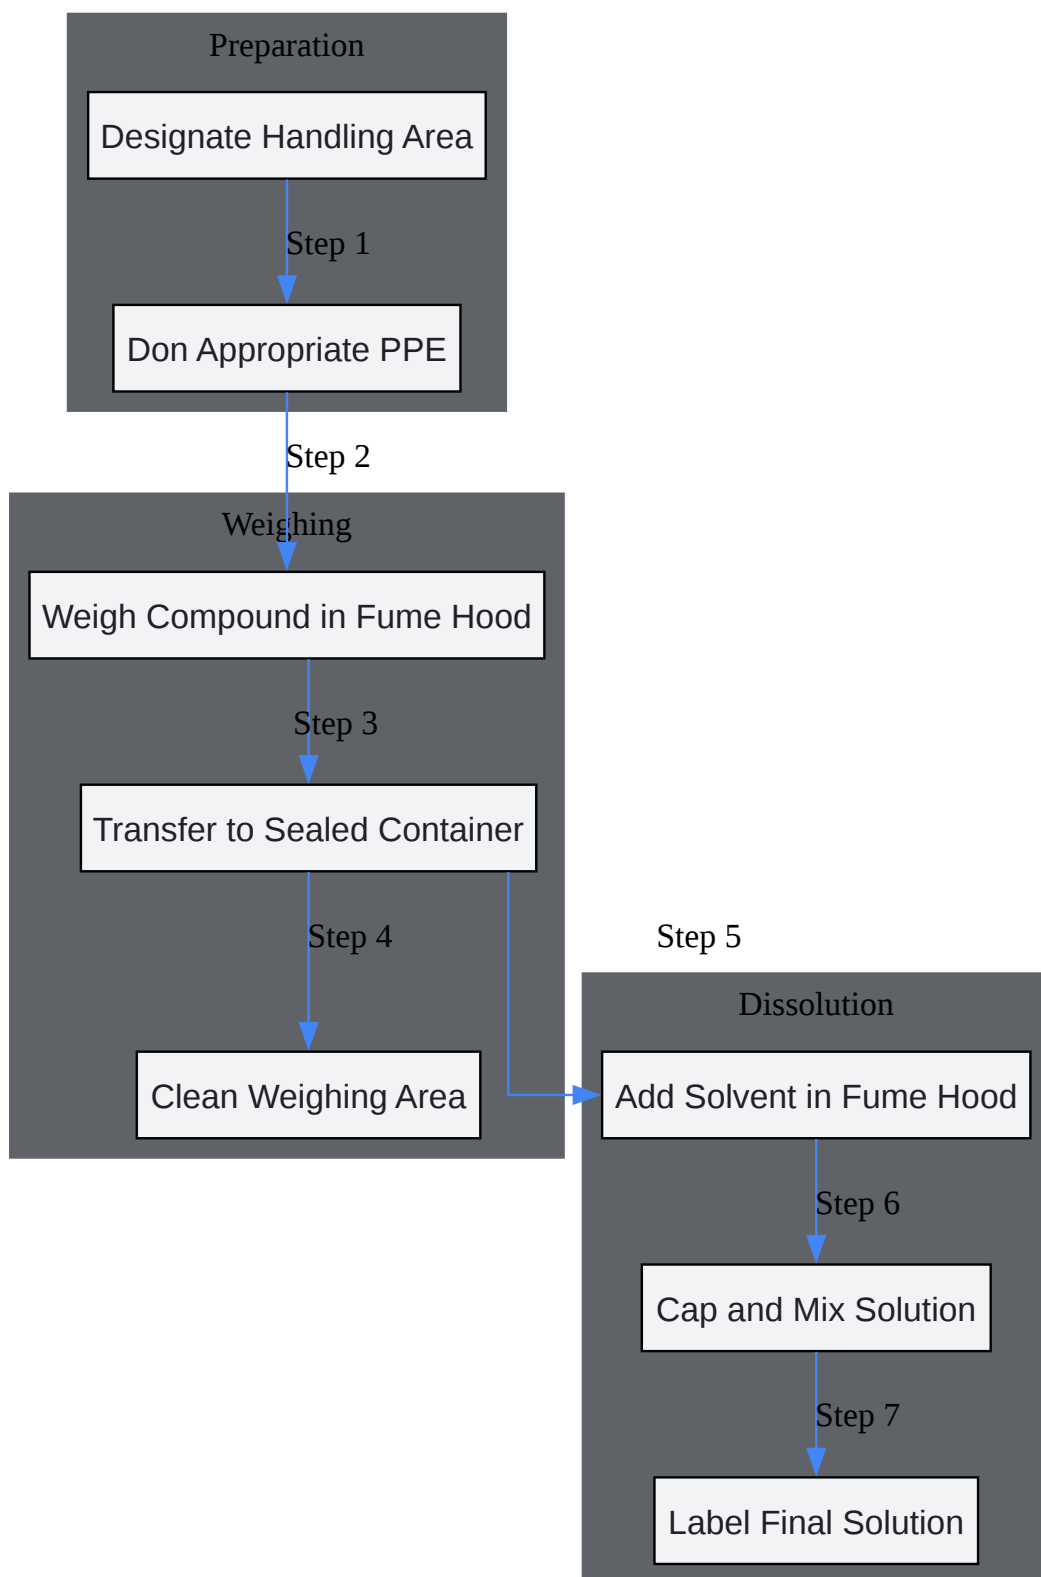 Preparation
Designate Handling Area
Step 1
Don Appropriate PPE
Step 2
Weighing
Weigh Compound in Fume Hood
Step 3
Transfer to Sealed Container
Step 4
Step 5
Dissolution
Clean Weighing Area
Add Solvent in Fume Hood
Step 6
Cap and Mix Solution
Step 7
Label Final Solution